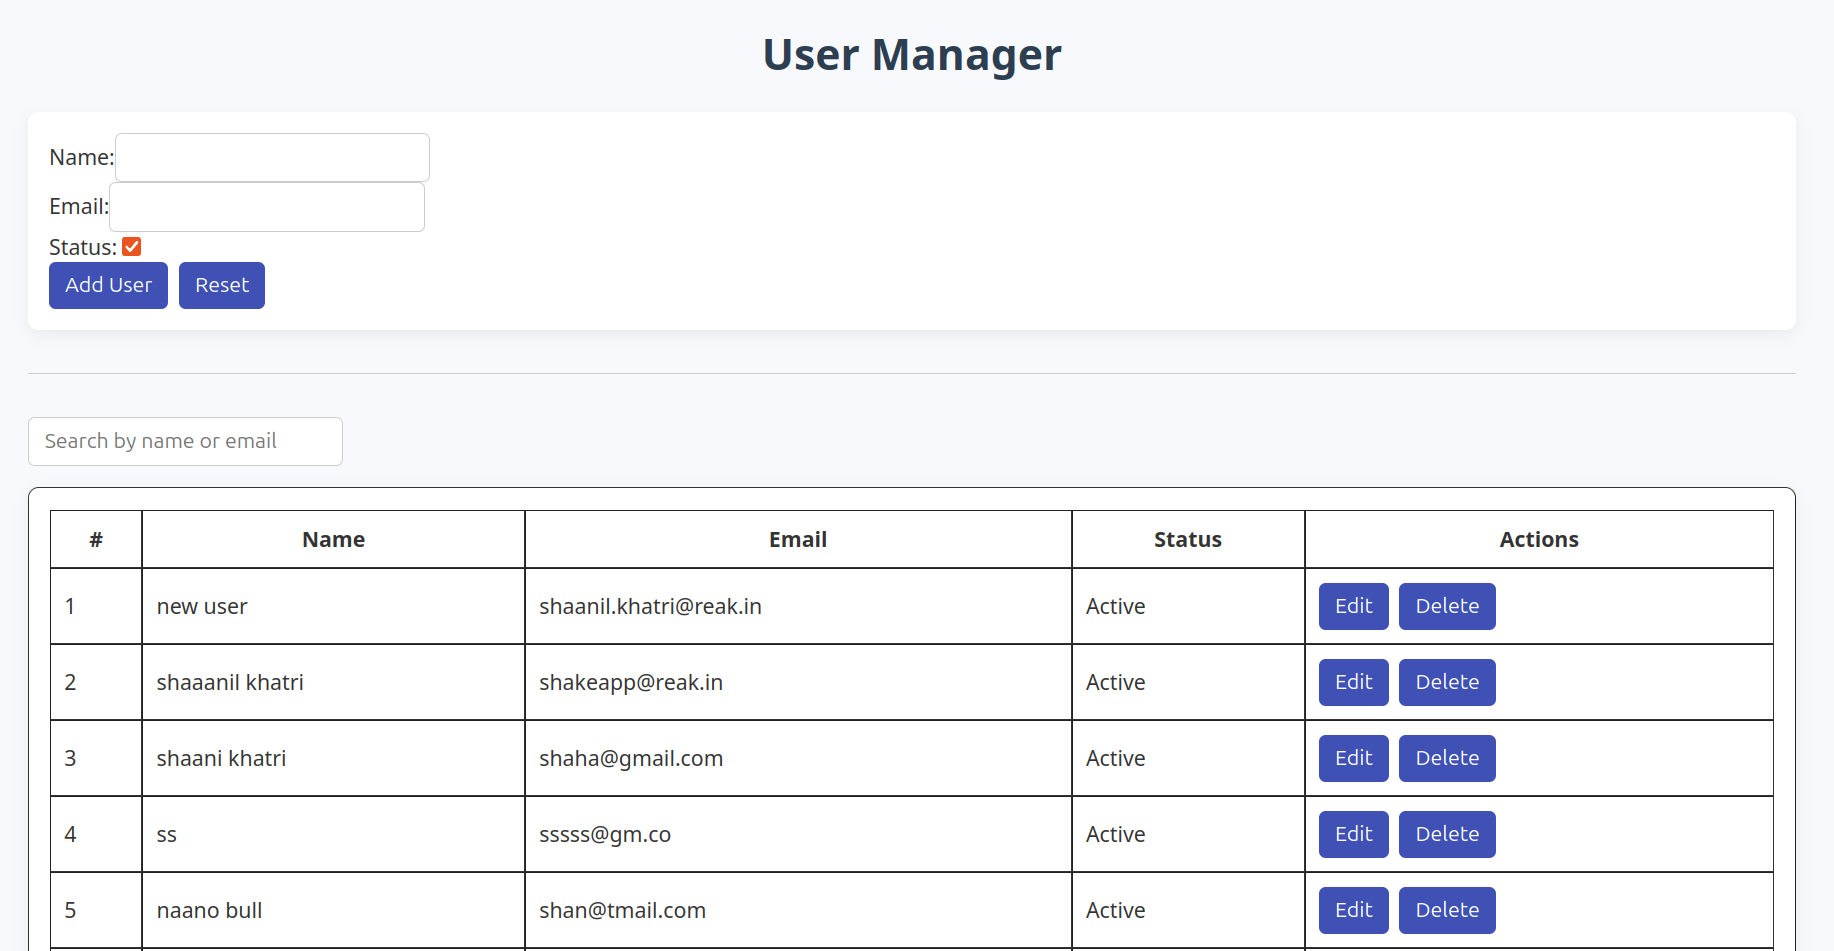 User Manager
Name:
Email:
Status:
Add User Reset
Search by name or email
# Name Email Status Actions
1 new user shaanil.khatri@reak.in Active Edit Delete
2 shaaanil khatri shakeapp@reak.in Active Edit Delete
3 shaani khatri shaha@gmail.com Active Edit Delete
4 ss sssss@gm.co Active Edit Delete
5 naano bull shan@tmail.com Active Edit Delete